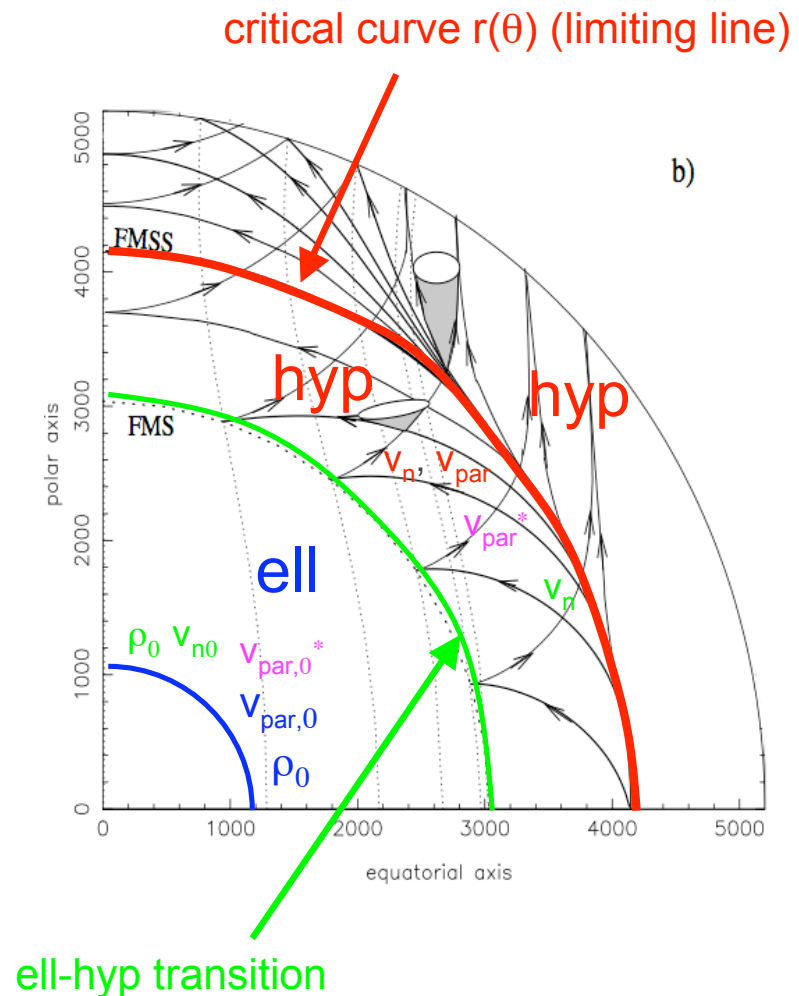 critical curve r(θ) (limiting line)
b)
5000
FMSS
4000
hyp
hyp
3000
FMS
polar axis
vn, vpar
vpar*
2000
vn
ell
ρ0 vn0
vpar,0*
1000
vpar,0
ρ0
0
0 1000 2000 3000 4000 5000
equatorial axis
ell-hyp transition